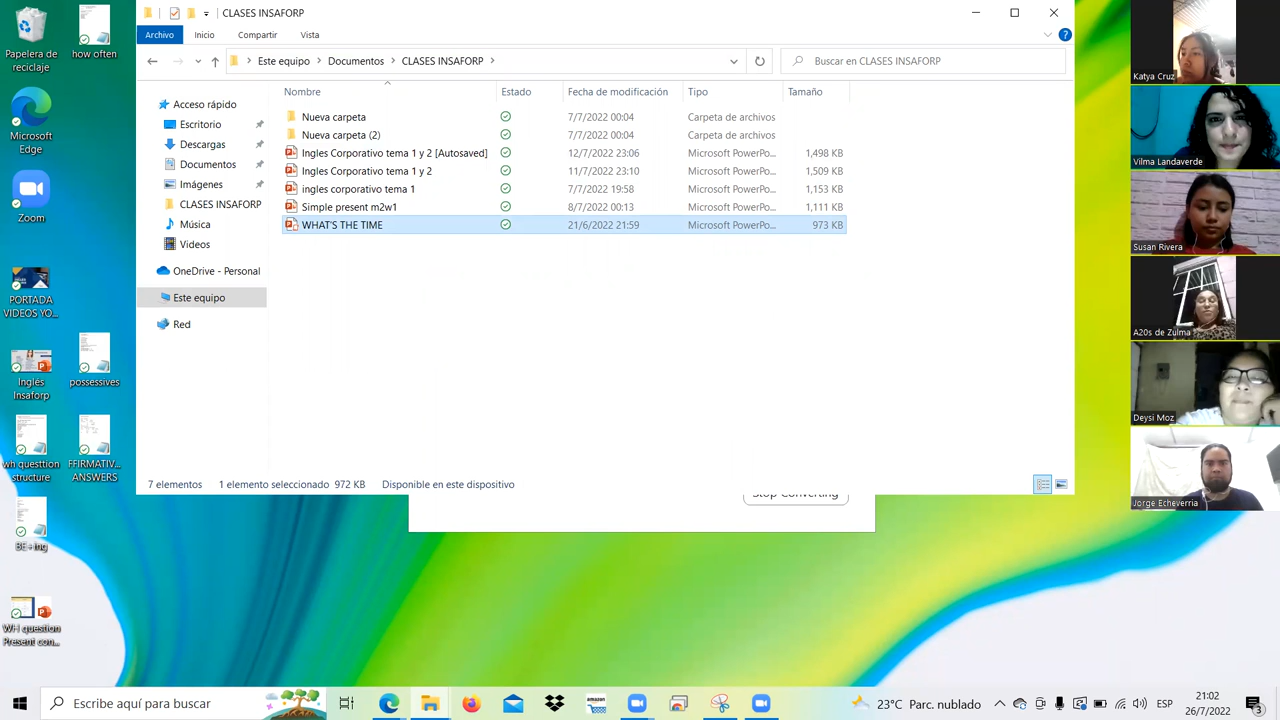 CLASES INSAFORP
Archivo
Inicio
Compartir
Vista
Este equipo > Documentos > CLASES INSAFORP >
Buscar en CLASES INSAFORP
Nombre Estado Fecha de modificación Tipo Tamaño
Nueva carpeta 7/7/2022 00:04 Carpeta de archivos
Nueva carpeta (2) 7/7/2022 00:04 Carpeta de archivos
Ingles Corporativo tema 1 y 2 [Autosaved] 12/7/2022 23:06 Microsoft PowerPo... 1,498 KB
Ingles Corporativo tema 1 y 2 11/7/2022 23:10 Microsoft PowerPo... 1,509 KB
ingles corporativo tema 1 7/7/2022 19:58 Microsoft PowerPo... 1,153 KB
Simple present m2w1 8/7/2022 00:13 Microsoft PowerPo... 1,111 KB
WHAT'S THE TIME 21/6/2022 21:59 Microsoft PowerPo... 973 KB
Acceso rápido
Escritorio
Descargas
Documentos
Imágenes
CLASES INSAFORP
Música
Videos
OneDrive - Personal
Este equipo
Red
7 elementos 1 elemento seleccionado 972 KB Disponible en este dispositivo
Stop Converting
Papelera de
reciclaje
how often
Microsoft
Edge
Zoom
PORTADA
VIDEOS YO...
Inglès
Insaforp
possessives
wh questtion
structure
FFIRMATIV...
ANSWERS
BE +ing
WH question
Present con...
Katya Cruz
Vilma Landaverde
Susan Rivera
A20s de Zulma
Deysi Moz
Jorge Echeverria
Escribe aquí para buscar
amazon
23°C Parc. nublado
ESP
21:02
26/7/2022
3